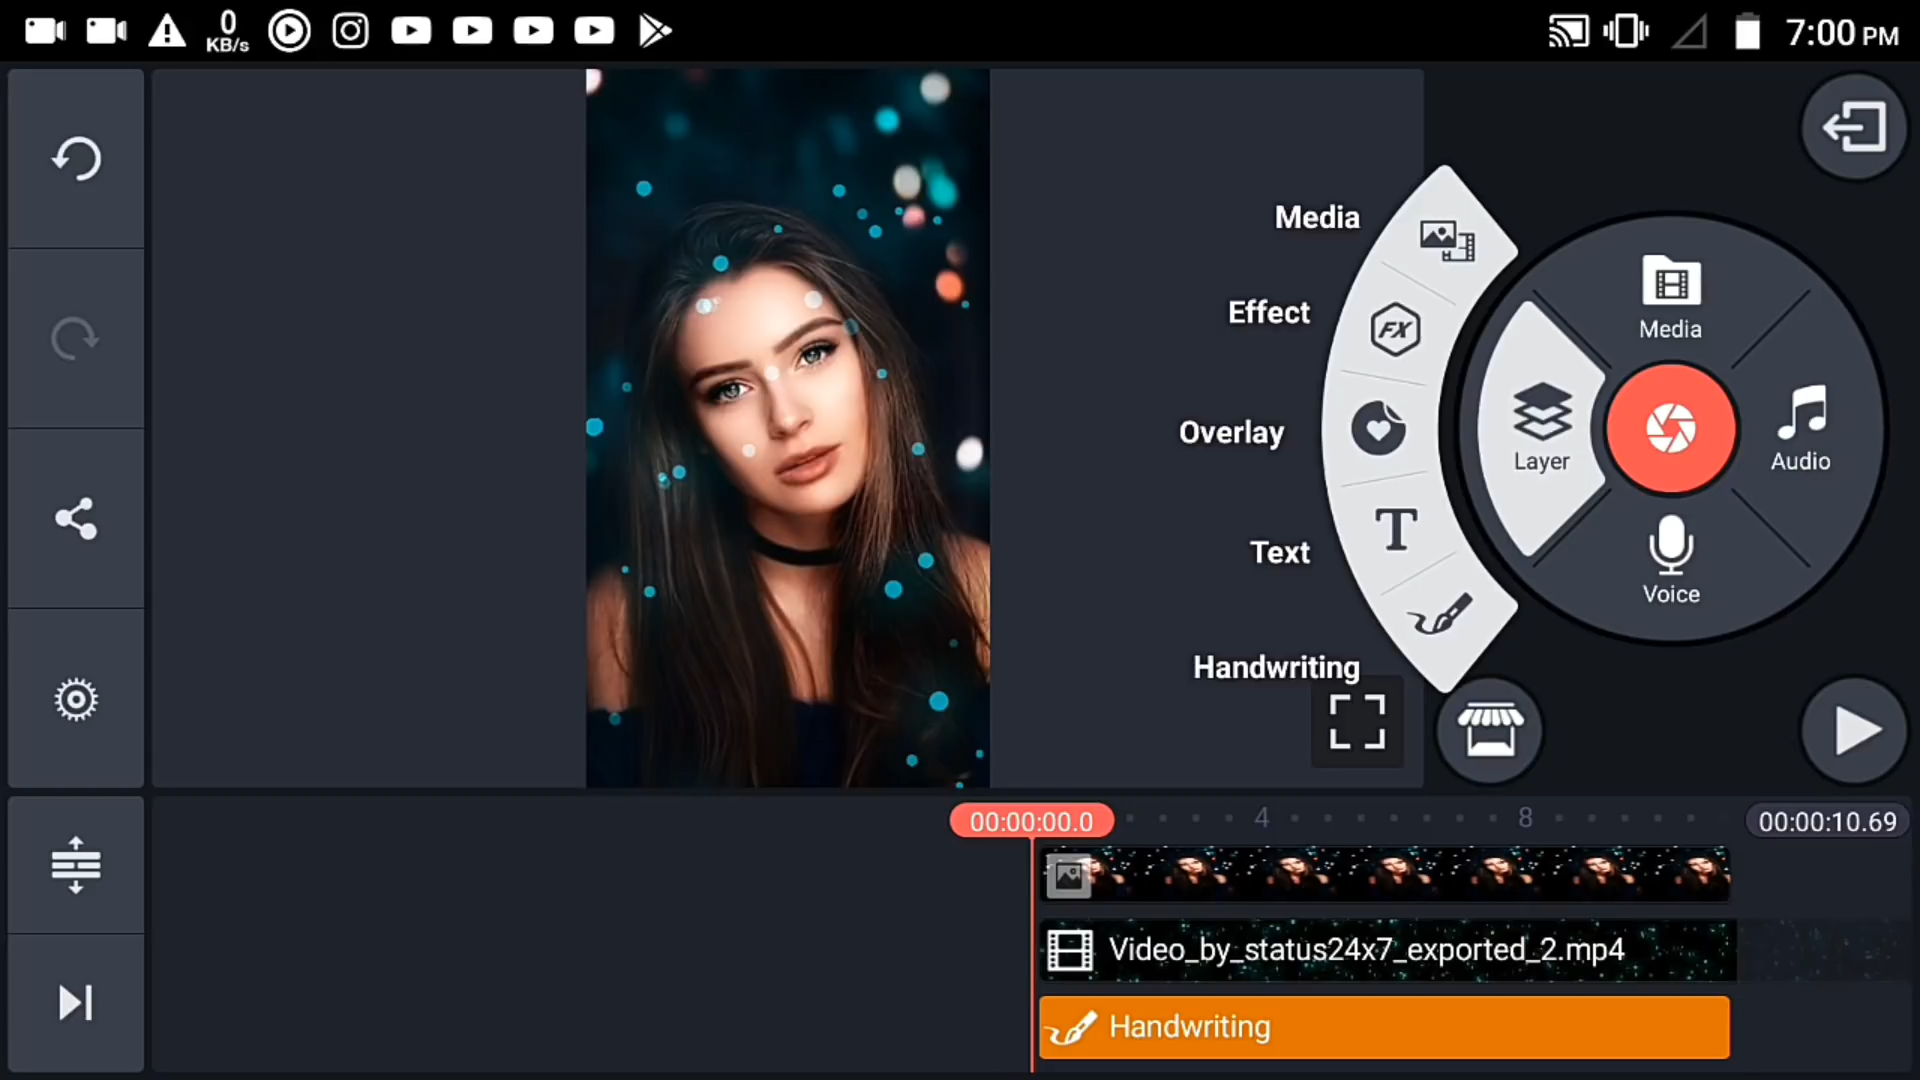 0
KB/s
7:00 PM
Media
Effect
Overlay
Text
Handwriting
FX
T
Media
Layer
Audio
Voice
00:00:00.0
4
8
00:00:10.69
Video_by_status24x7_exported_2.mp4
Handwriting